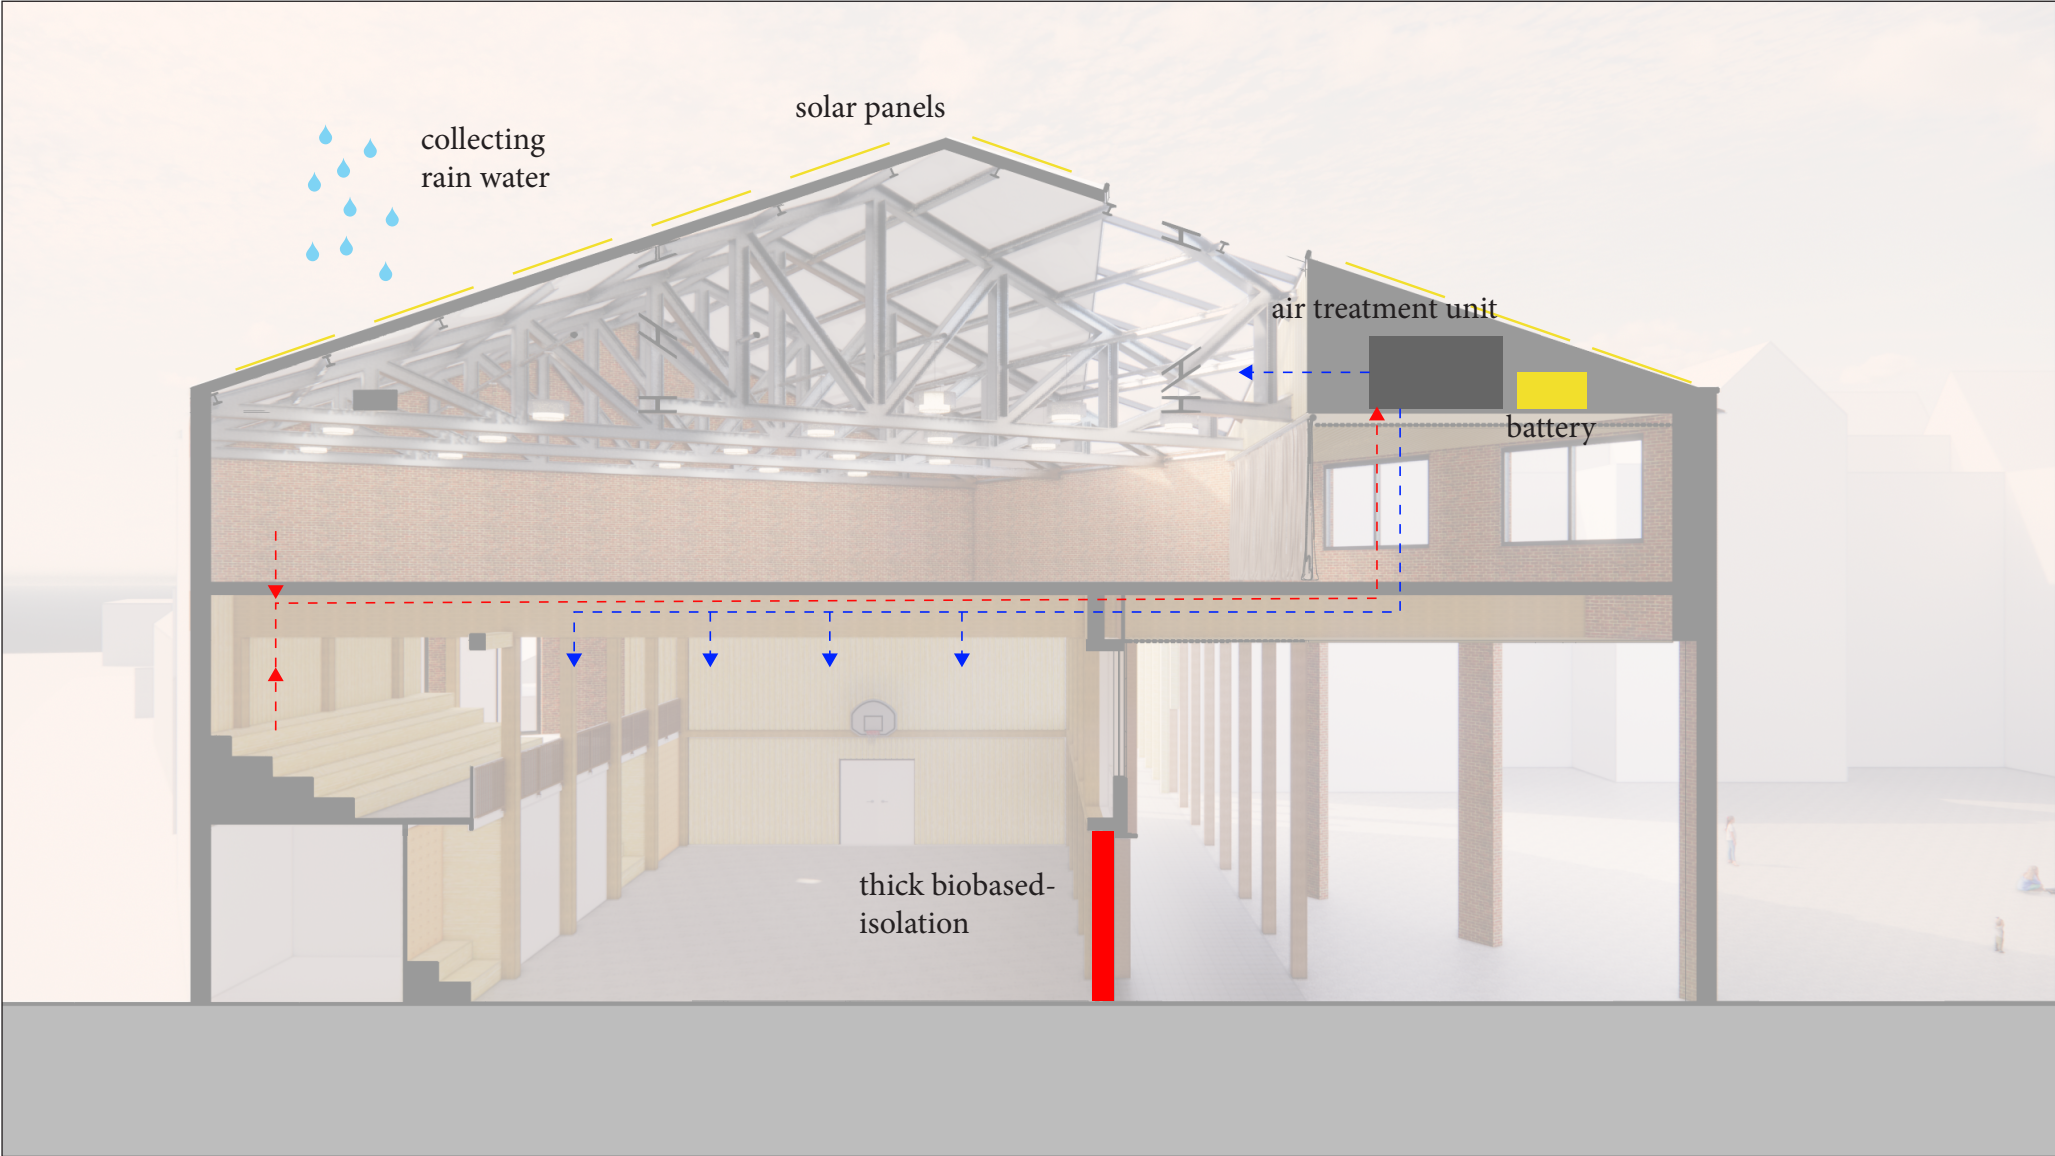 solar panels
collecting
rain water
air treatment unit
battery
thick biobased-
isolation